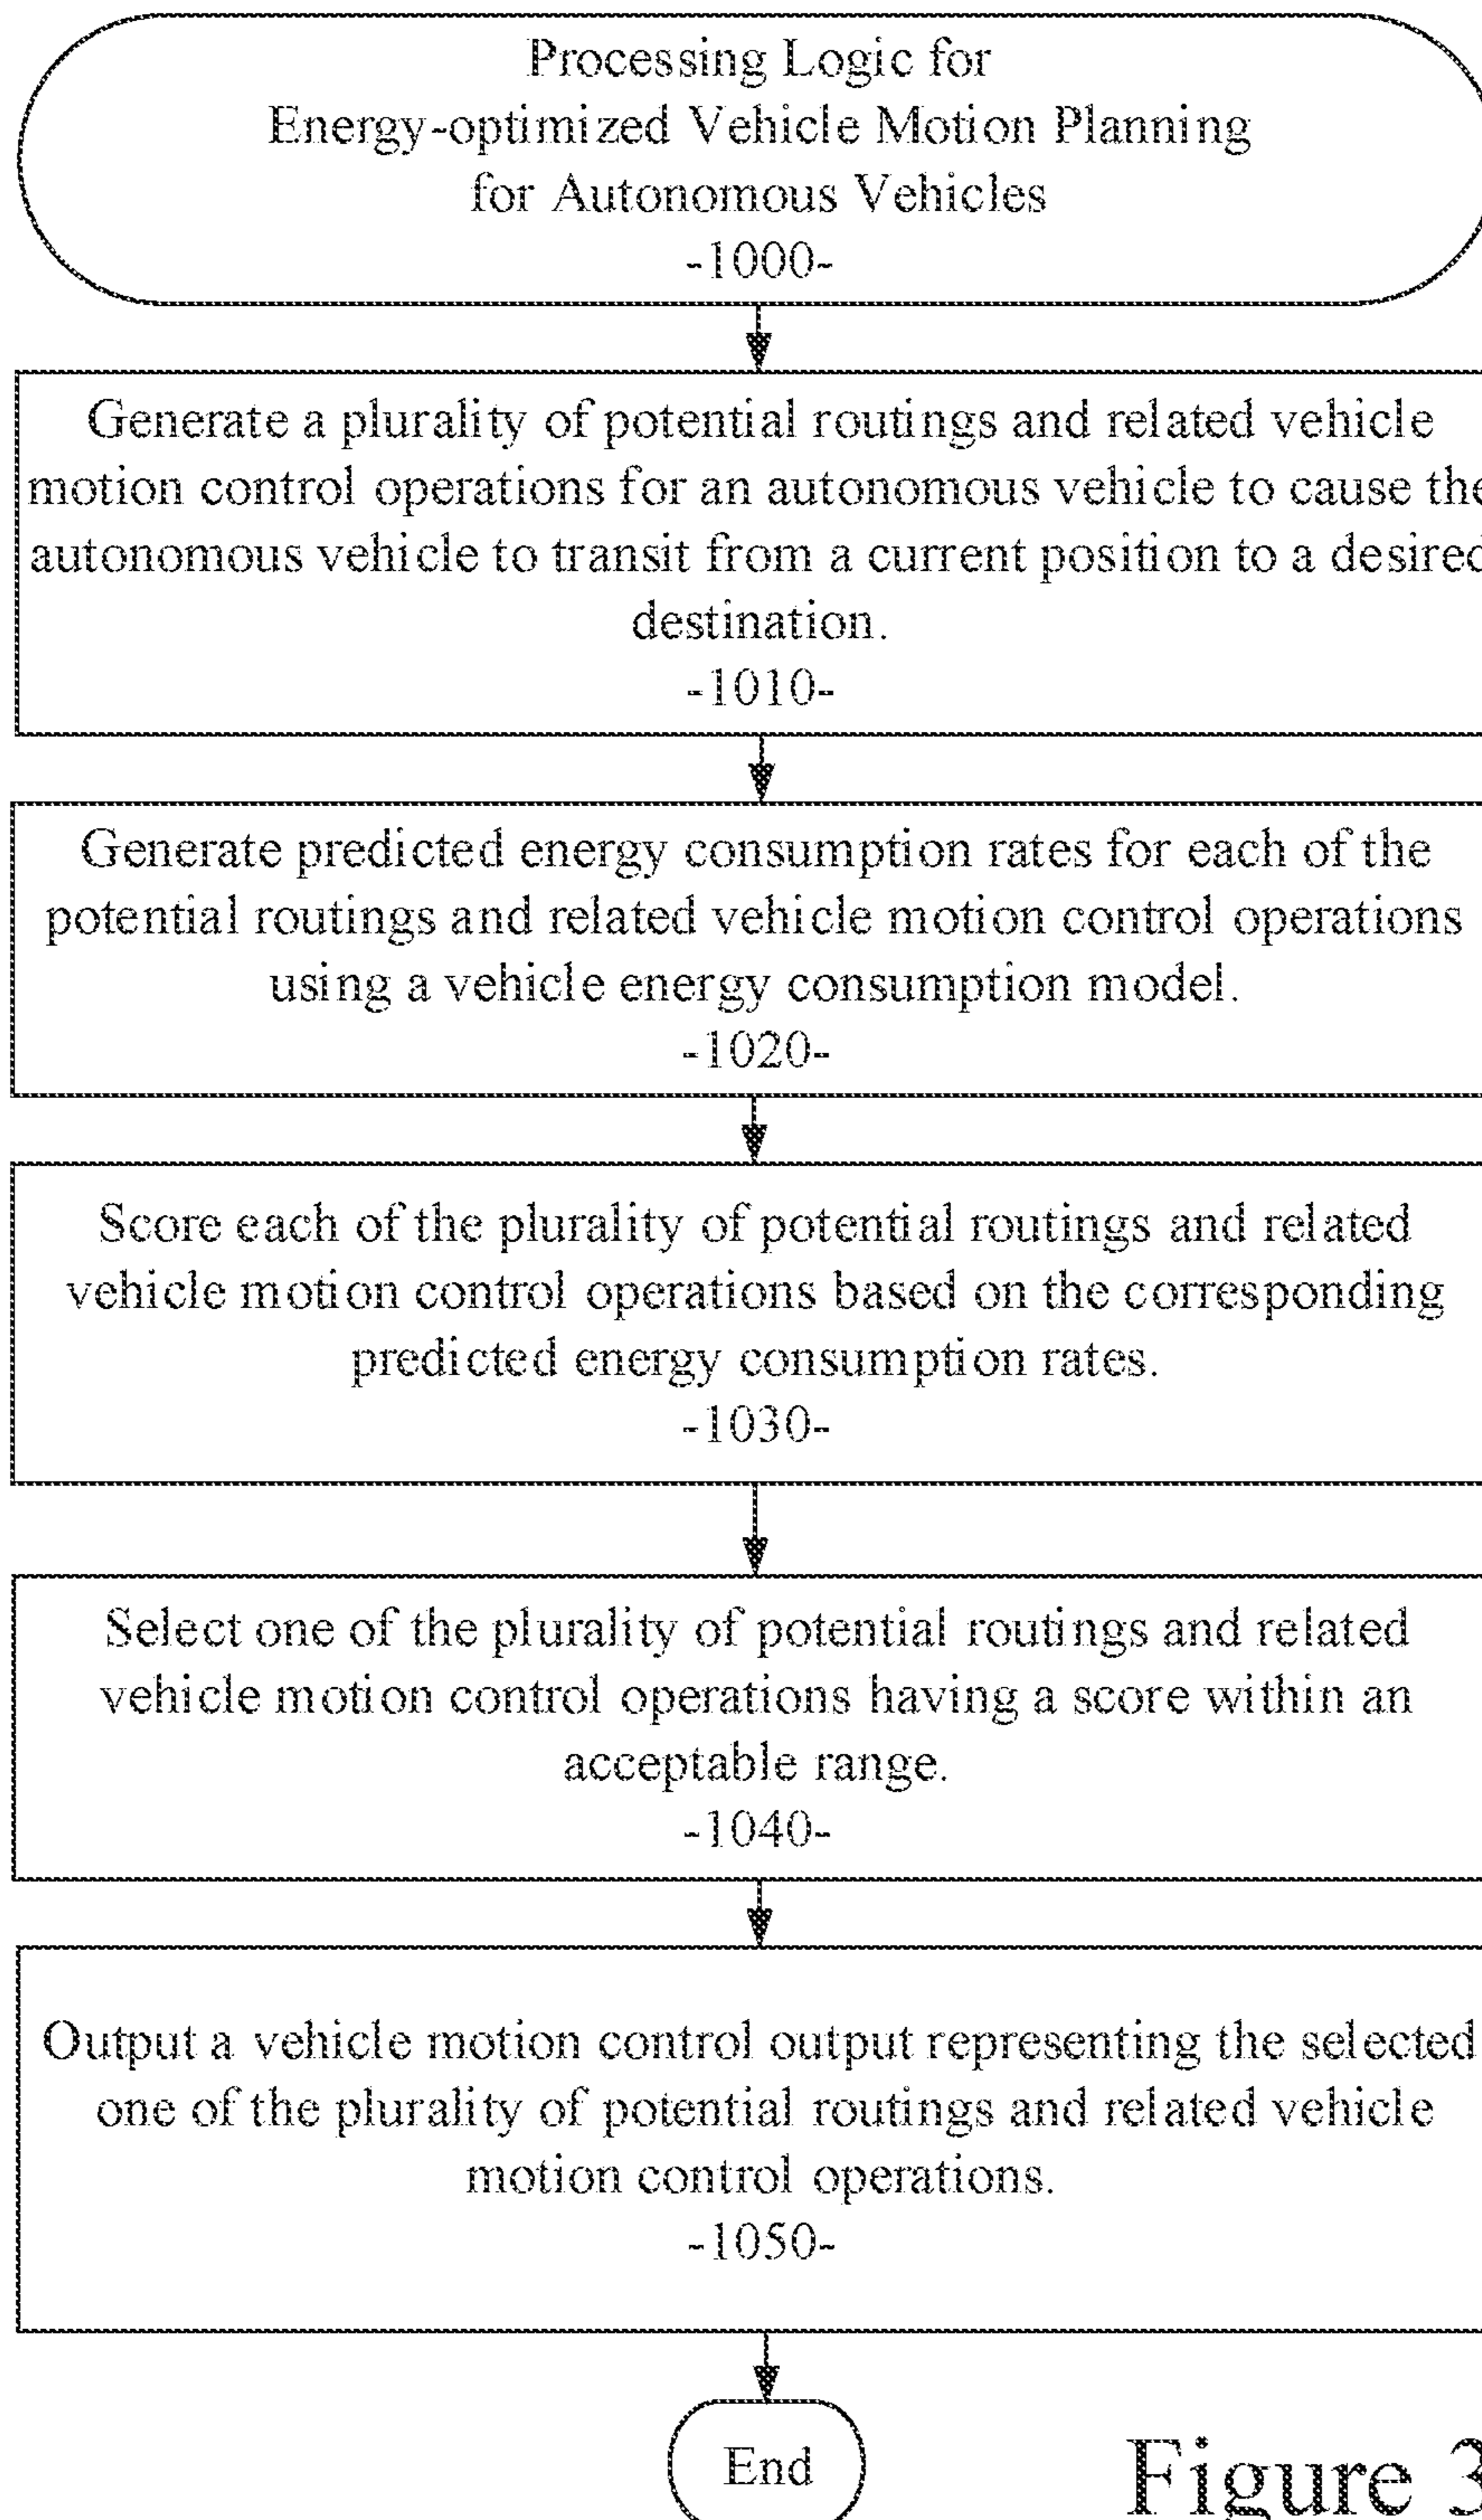 Processing Logic for
Energy-optimized Vehicle Motion Planning
for Autonomous Vehicles
-1000-
Generate a plurality of potential routings and related vehicle
motion control operations for an autonomous vehicle to cause the
autonomous vehicle to transit from a current position to a desired
destination.
-1010-
Generate predicted energy consumption rates for each of the
potential routings and related vehicle motion control operations
using a vehicle energy consumption model.
-1020-
Score each of the plurality of potential routings and related
vehicle motion control operations based on the corresponding
predicted energy consumption rates.
-1030-
Select one of the plurality of potential routings and related
vehicle motion control operations having a score within an
acceptable range.
-1040-
Output a vehicle motion control output representing the selected
one of the plurality of potential routings and related vehicle
motion control operations.
-1050-
End
Figure 3